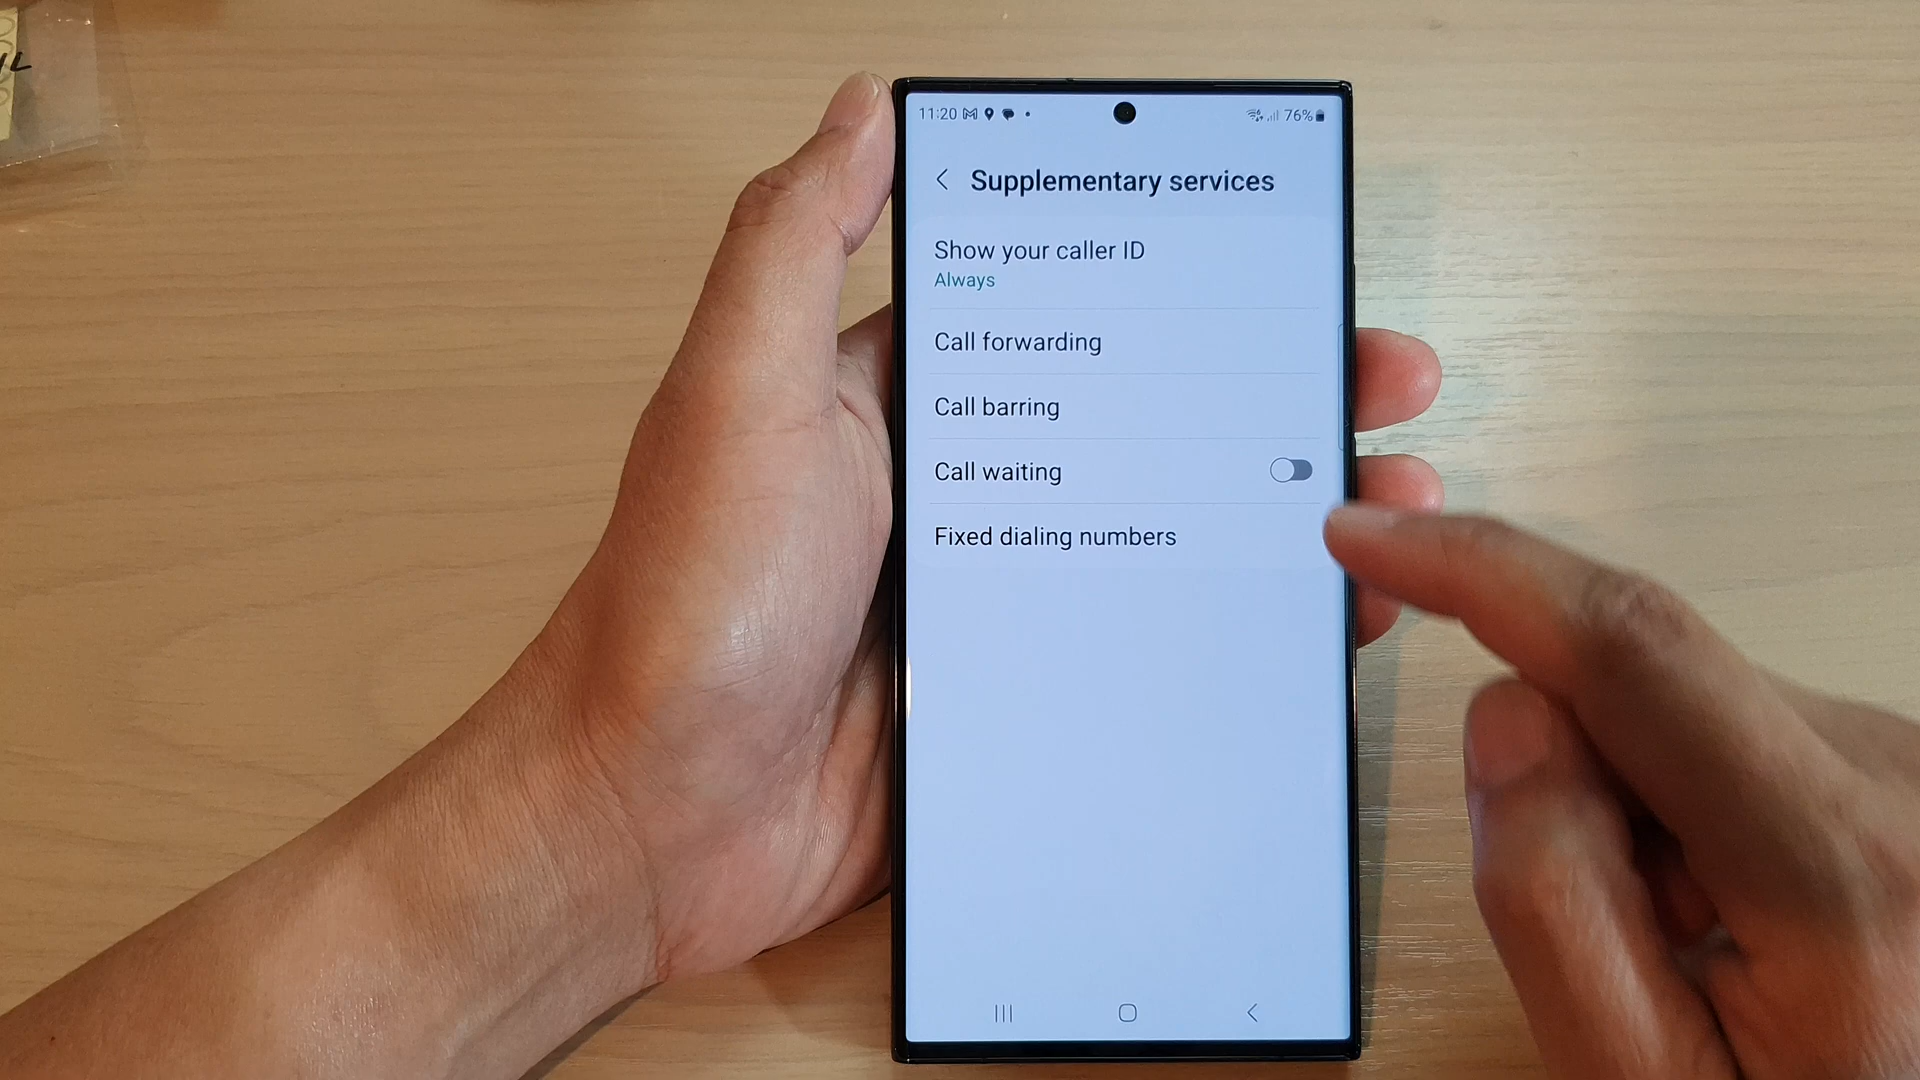 11:20
76%
Supplementary services
Show your caller ID
Always
Call forwarding
Call barring
Call waiting
Fixed dialing numbers